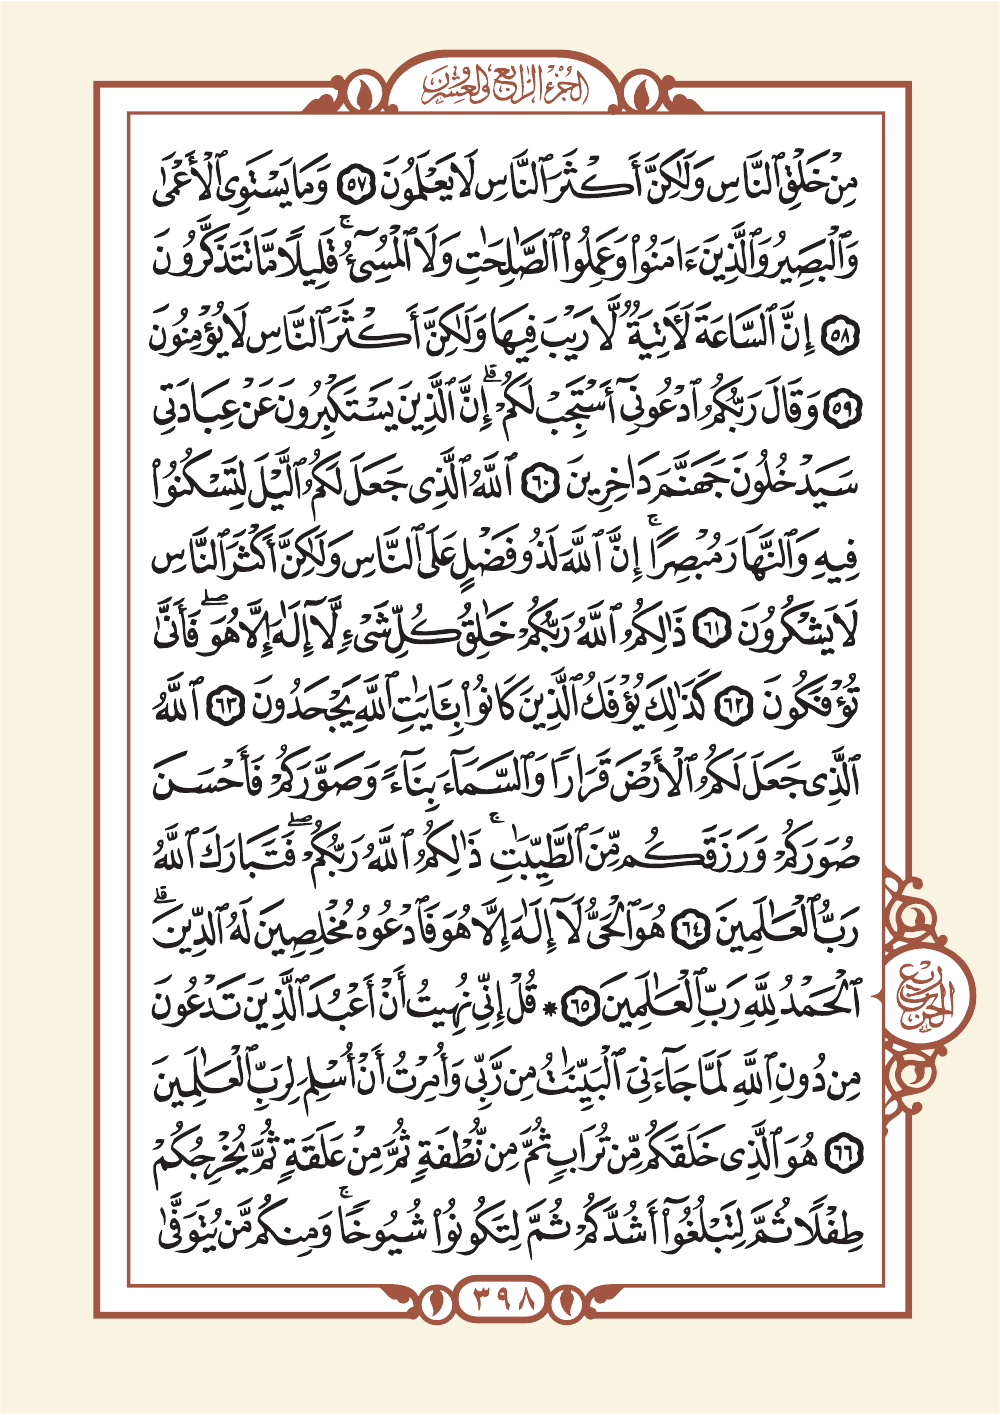 الجزء الرابع والعشرون
مِنْ خَلْقِ ٱلنَّاسِ وَلَٰكِنَّ أَكْثَرَ ٱلنَّاسِ لَا يَعْلَمُونَ ٥٧ وَمَا يَسْتَوِى ٱلْأَعْمَىٰ
وَٱلْبَصِيرُ وَٱلَّذِينَ ءَامَنُوا۟ وَعَمِلُوا۟ ٱلصَّٰلِحَٰتِ وَلَا ٱلْمُسِىٓءُ ۚ قَلِيلًا مَّا تَتَذَكَّرُونَ
٥٨ إِنَّ ٱلسَّاعَةَ لَـَٔاتِيَةٌ لَّا رَيْبَ فِيهَا وَلَٰكِنَّ أَكْثَرَ ٱلنَّاسِ لَا يُؤْمِنُونَ
٥٩ وَقَالَ رَبُّكُمُ ٱدْعُونِىٓ أَسْتَجِبْ لَكُمْ ۚ إِنَّ ٱلَّذِينَ يَسْتَكْبِرُونَ عَنْ عِبَادَتِى
سَيَدْخُلُونَ جَهَنَّمَ دَاخِرِينَ ٦٠ ٱللَّهُ ٱلَّذِى جَعَلَ لَكُمُ ٱلَّيْلَ لِتَسْكُنُوا۟
فِيهِ وَٱلنَّهَارَ مُبْصِرًا ۚ إِنَّ ٱللَّهَ لَذُو فَضْلٍ عَلَى ٱلنَّاسِ وَلَٰكِنَّ أَكْثَرَ ٱلنَّاسِ
لَا يَشْكُرُونَ ٦١ ذَٰلِكُمُ ٱللَّهُ رَبُّكُمْ خَٰلِقُ كُلِّ شَىْءٍ لَّآ إِلَٰهَ إِلَّا هُوَ ۖ فَأَنَّىٰ
تُؤْفَكُونَ ٦٢ كَذَٰلِكَ يُؤْفَكُ ٱلَّذِينَ كَانُوا۟ بِـَٔايَٰتِ ٱللَّهِ يَجْحَدُونَ ٦٣ ٱللَّهُ
ٱلَّذِى جَعَلَ لَكُمُ ٱلْأَرْضَ قَرَارًا وَٱلسَّمَآءَ بِنَآءً وَصَوَّرَكُمْ فَأَحْسَنَ
صُوَرَكُمْ وَرَزَقَكُم مِّنَ ٱلطَّيِّبَٰتِ ۚ ذَٰلِكُمُ ٱللَّهُ رَبُّكُمْ ۖ فَتَبَارَكَ ٱللَّهُ
رَبُّ ٱلْعَٰلَمِينَ ٦٤ هُوَ ٱلْحَىُّ لَآ إِلَٰهَ إِلَّا هُوَ فَٱدْعُوهُ مُخْلِصِينَ لَهُ ٱلدِّينَ ۗ
ٱلْحَمْدُ لِلَّهِ رَبِّ ٱلْعَٰلَمِينَ ٦٥ * قُلْ إِنِّى نُهِيتُ أَنْ أَعْبُدَ ٱلَّذِينَ تَدْعُونَ
مِن دُونِ ٱللَّهِ لَمَّا جَآءَنِىَ ٱلْبَيِّنَٰتُ مِن رَّبِّى وَأُمِرْتُ أَنْ أُسْلِمَ لِرَبِّ ٱلْعَٰلَمِينَ
٦٦ هُوَ ٱلَّذِى خَلَقَكُم مِّن تُرَابٍ ثُمَّ مِن نُّطْفَةٍ ثُمَّ مِنْ عَلَقَةٍ ثُمَّ يُخْرِجُكُمْ
طِفْلًا ثُمَّ لِتَبْلُغُوٓا۟ أَشُدَّكُمْ ثُمَّ لِتَكُونُوا۟ شُيُوخًا ۚ وَمِنكُم مَّن يُتَوَفَّىٰ
٣٩٨